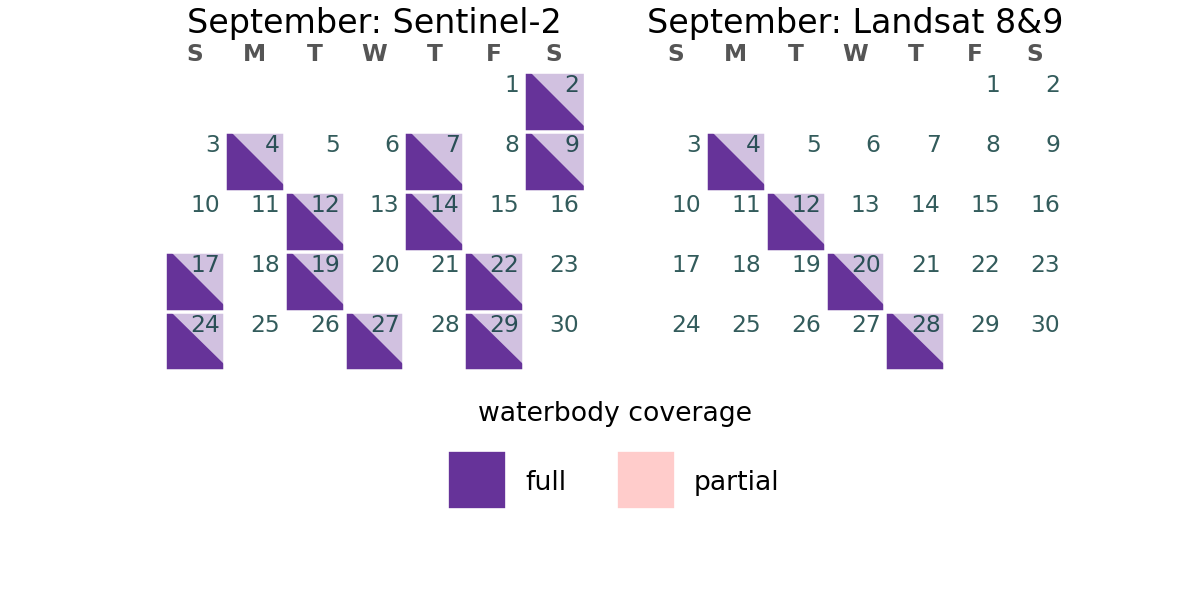 September: Sentinel-2
S M T W T F S
1 2
3 4 5 6 7 8 9
10 11 12 13 14 15 16
17 18 19 20 21 22 23
24 25 26 27 28 29 30
September: Landsat 8&9
S M T W T F S
1 2
3 4 5 6 7 8 9
10 11 12 13 14 15 16
17 18 19 20 21 22 23
24 25 26 27 28 29 30
waterbody coverage
full partial